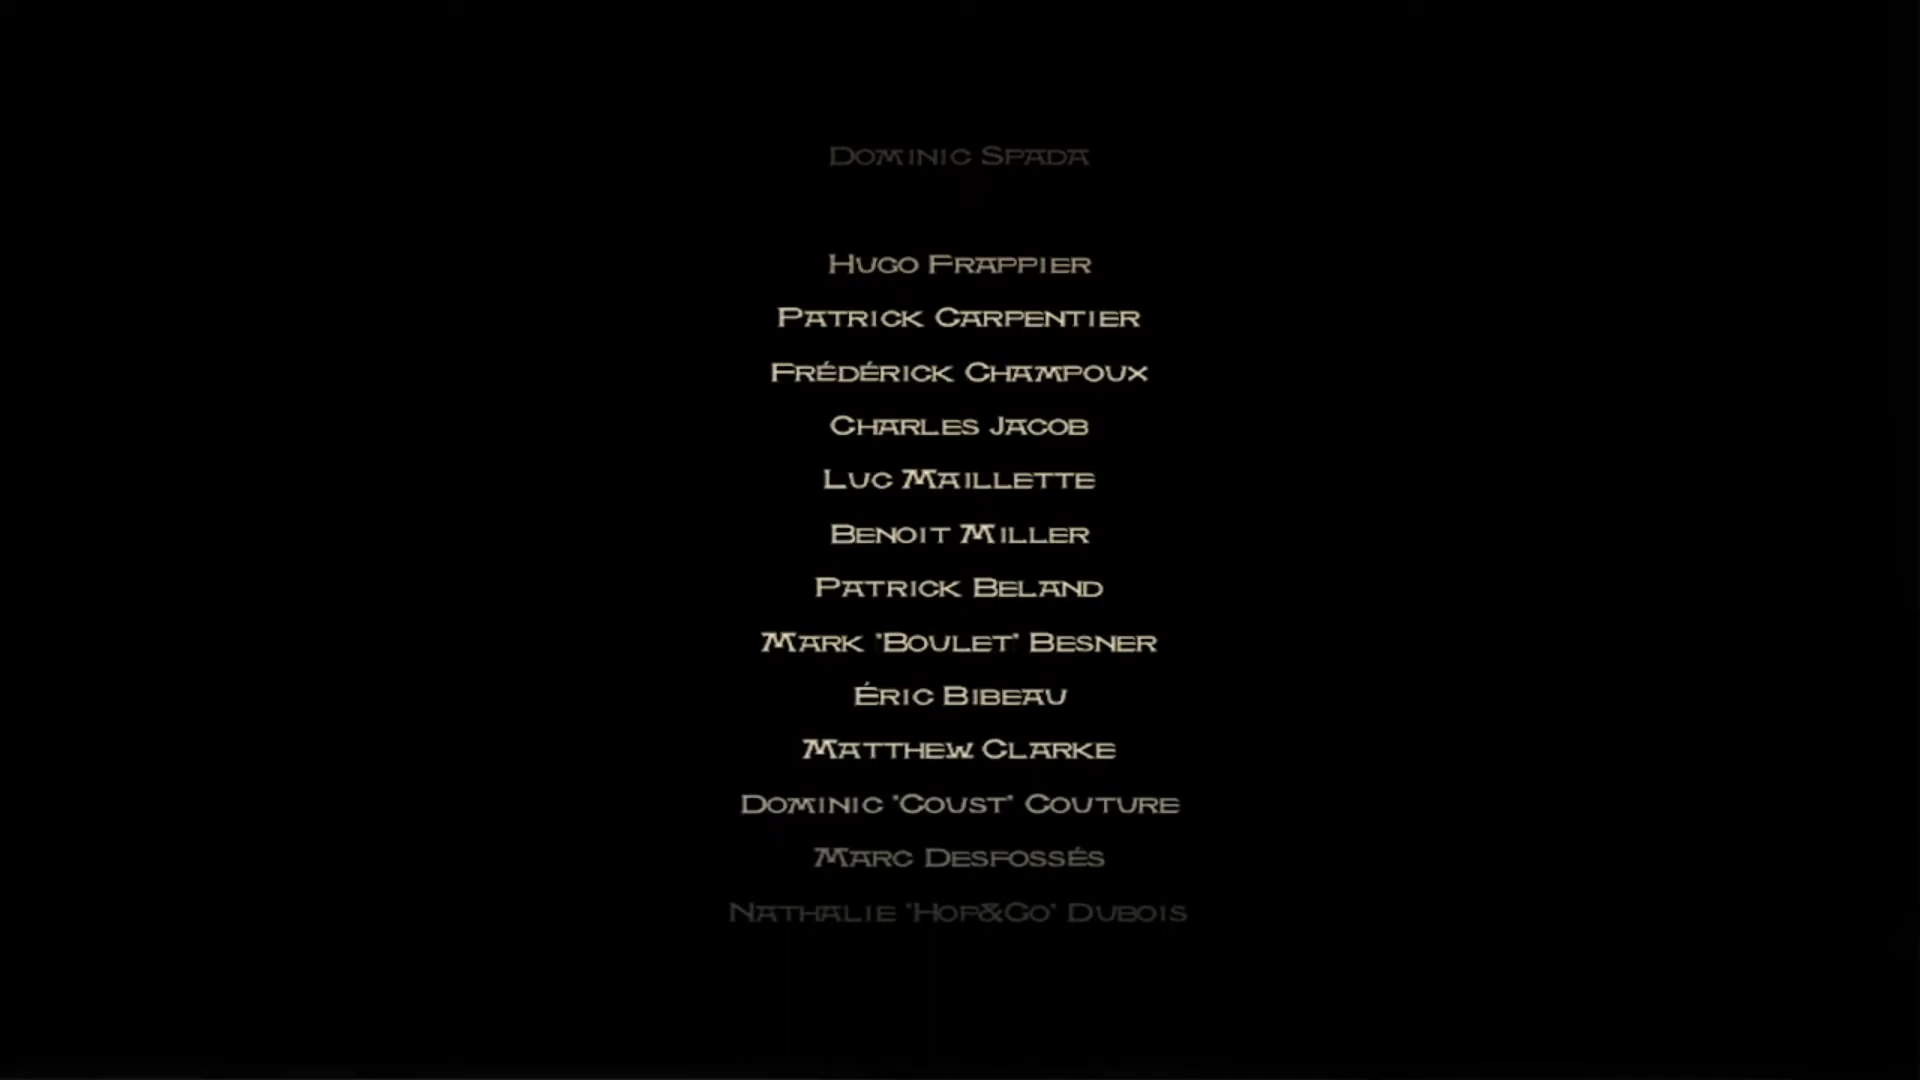 Dominic Spada
Hugo Frappier
Patrick Carpentier
Frédérick Champoux
Charles Jacob
Luc Maillette
Benoit Miller
Patrick Beland
Mark "Boulet" Besner
Éric Bibeau
Matthew Clarke
Dominic "Coust" Couture
Marc Desfossés
Nathalie "Hop&Go" Dubois